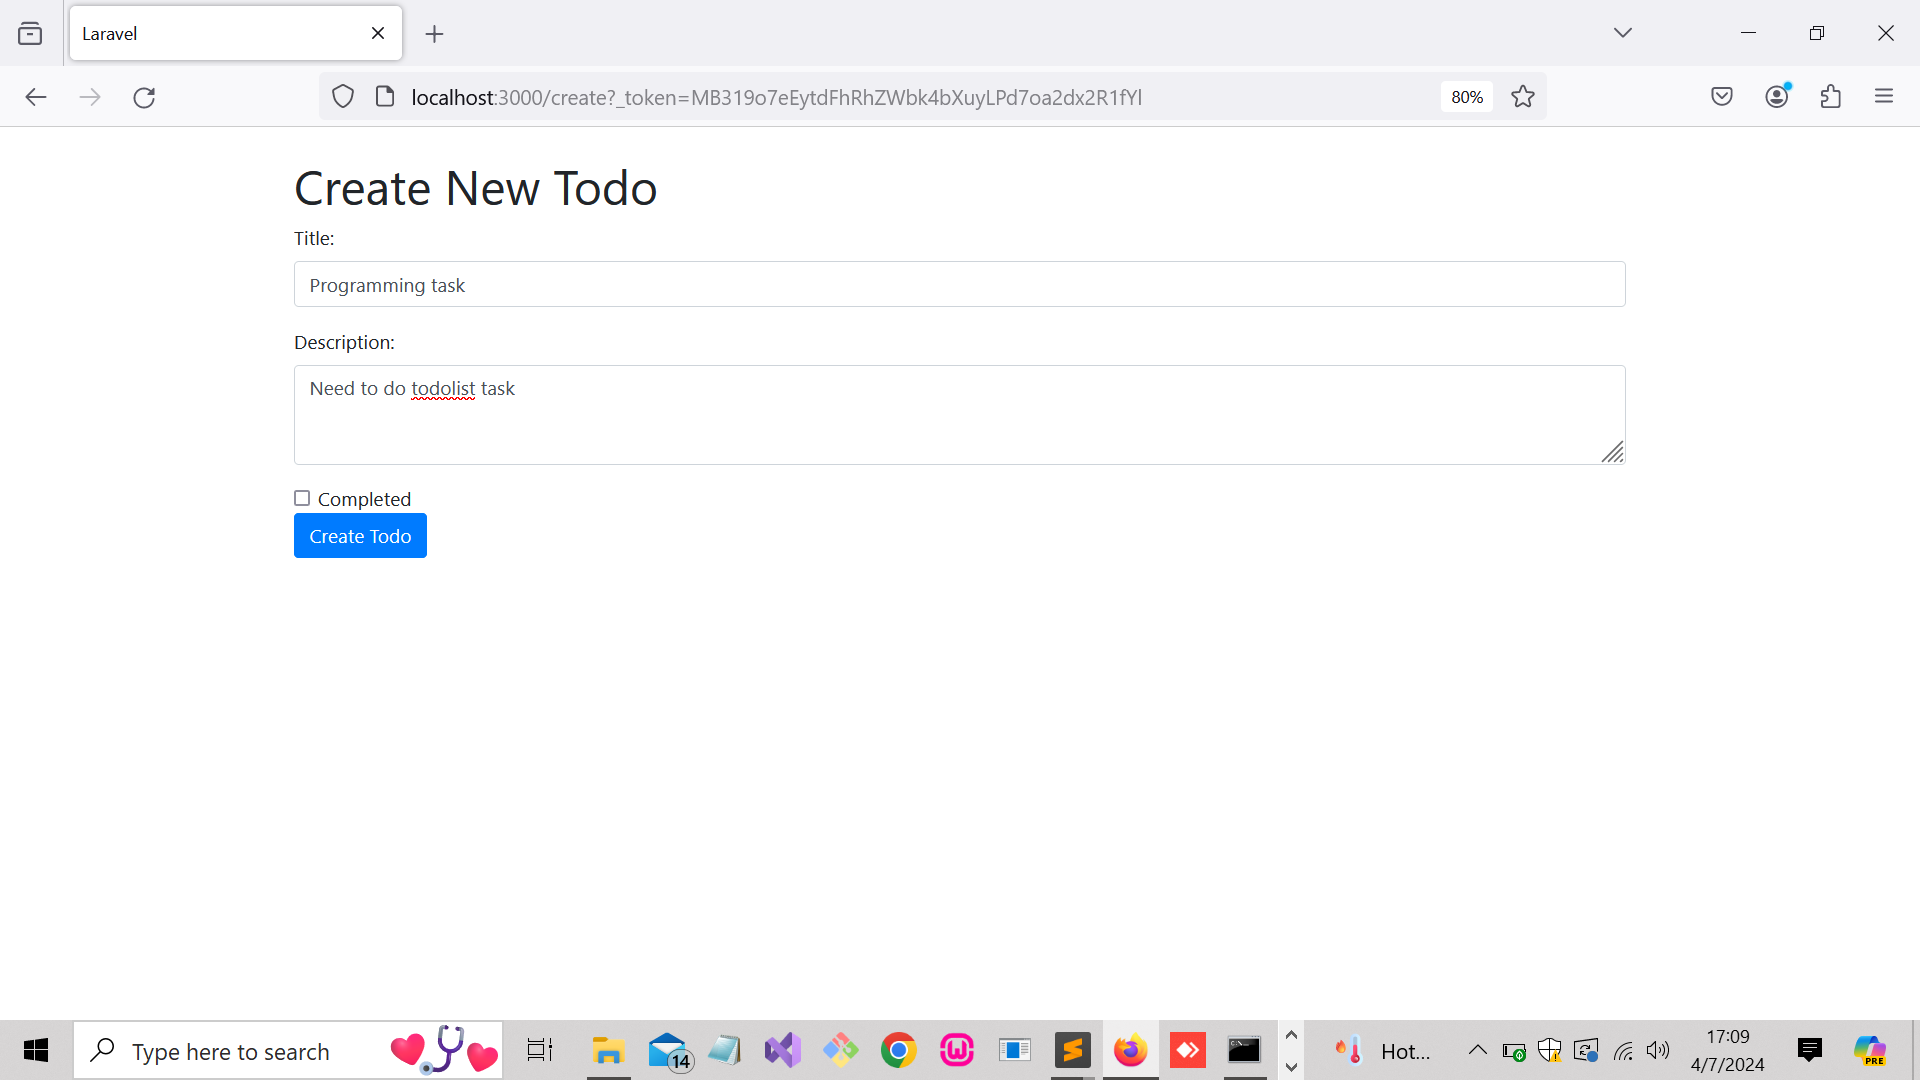 Laravel
localhost:3000/create?_token=MB319o7eEytdFhRhZWbk4bXuyLPd7oa2dx2R1fYl
80%
Create New Todo
Title:
Programming task
Description:
Need to do todolist task
Completed
Create Todo
Type here to search
14
Hot...
17:09
4/7/2024
PRE